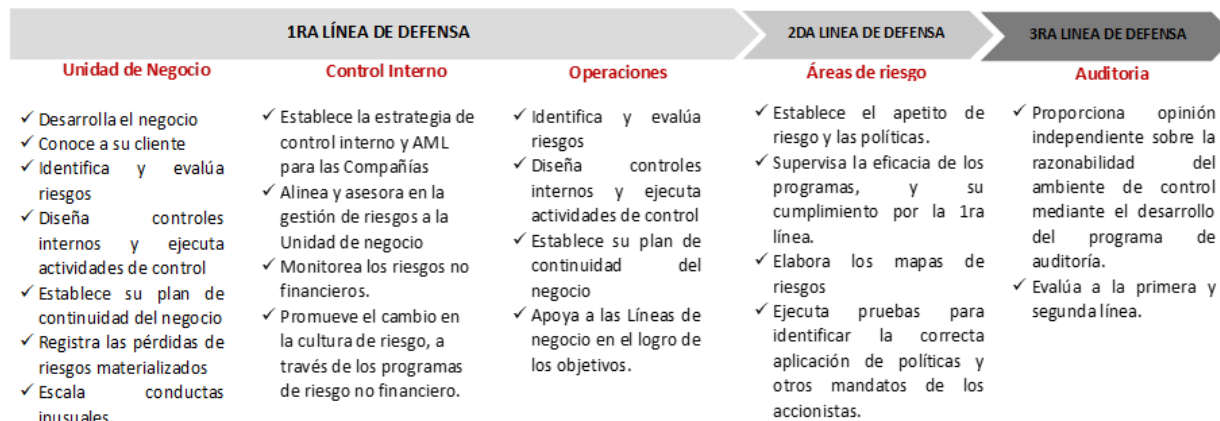 1RA LÍNEA DE DEFENSA
2DA LINEA DE DEFENSA
3RA LINEA DE DEFENSA
Unidad de Negocio
✓ Desarrolla el negocio
✓ Conoce a su cliente
✓ Identifica y evalúa
riesgos
✓ Diseña controles
internos y ejecuta
actividades de control
✓ Establece su plan de
continuidad del negocio
✓ Registra las pérdidas de
riesgos materializados
✓ Escala conductas
inusuales
Control Interno
✓ Establece la estrategia de
control interno y AML
para las Compañías
✓ Alinea y asesora en la
gestión de riesgos a la
Unidad de negocio
✓ Monitorea los riesgos no
financieros.
✓ Promueve el cambio en
la cultura de riesgo, a
través de los programas
de riesgo no financiero.
Operaciones
✓ Identifica y evalúa
riesgos
✓ Diseña controles
internos y ejecuta
actividades de control
✓ Establece su plan de
continuidad del
negocio
✓ Apoya a las Líneas de
negocio en el logro de
los objetivos.
Áreas de riesgo
✓ Establece el apetito de
riesgo y las políticas.
✓ Supervisa la eficacia de los
programas, y su
cumplimiento por la 1ra
línea.
✓ Elabora los mapas de
riesgos
✓ Ejecuta pruebas para
identificar la correcta
aplicación de políticas y
otros mandatos de los
accionistas.
Auditoria
✓ Proporciona opinión
independiente sobre la
razonabilidad del
ambiente de control
mediante el desarrollo
del programa de
auditoría.
✓ Evalúa a la primera y
segunda línea.